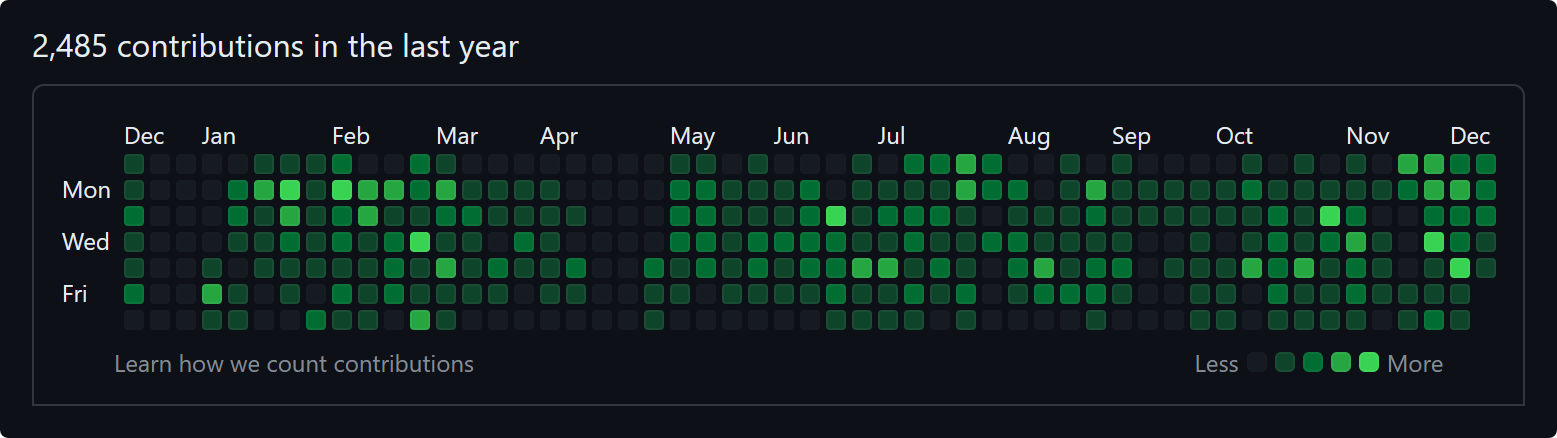 2,485 contributions in the last year
Dec Jan Feb Mar Apr May Jun Jul Aug Sep Oct Nov Dec
Mon
Wed
Fri
Learn how we count contributions Less More